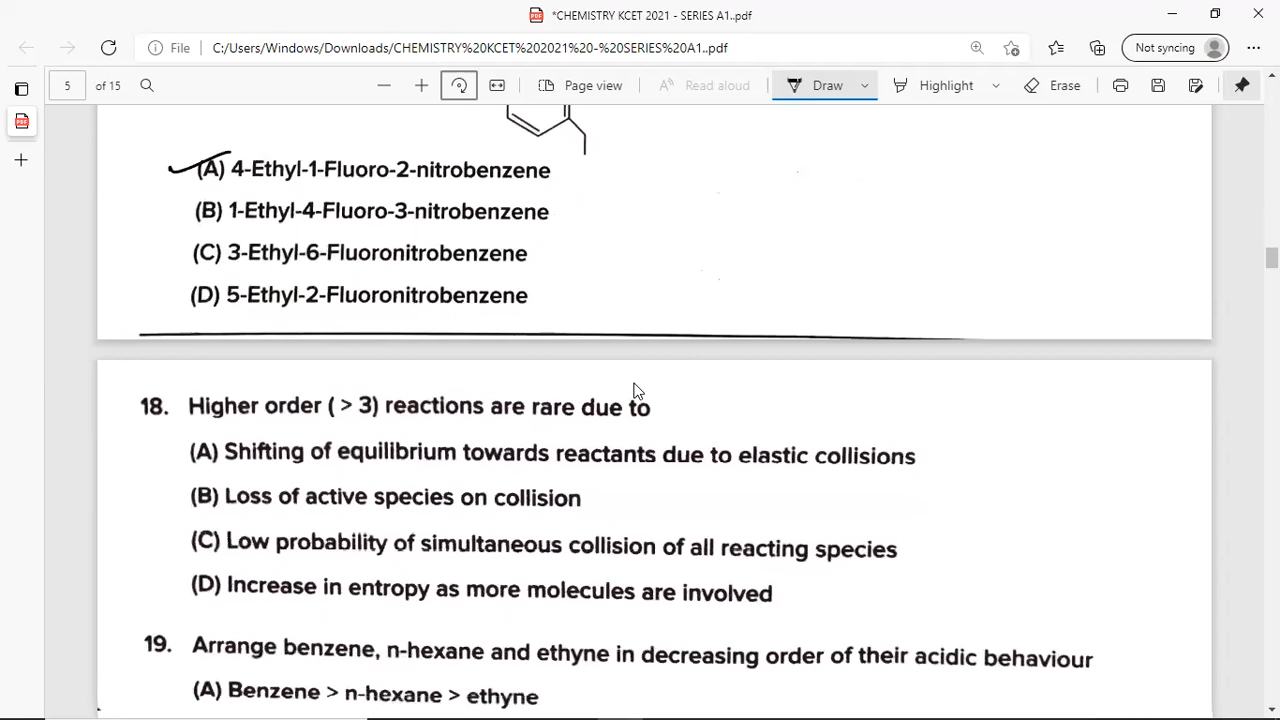 *CHEMISTRY KCET 2021 - SERIES A1..pdf
File C:/Users/Windows/Downloads/CHEMISTRY%20KCET%202021%20-%20SERIES%20A1..pdf Not syncing
5 of 15 Page view Read aloud Draw Highlight Erase
(A) 4-Ethyl-1-Fluoro-2-nitrobenzene
(B) 1-Ethyl-4-Fluoro-3-nitrobenzene
(C) 3-Ethyl-6-Fluoronitrobenzene
(D) 5-Ethyl-2-Fluoronitrobenzene
18. Higher order ( > 3) reactions are rare due to
(A) Shifting of equilibrium towards reactants due to elastic collisions
(B) Loss of active species on collision
(C) Low probability of simultaneous collision of all reacting species
(D) Increase in entropy as more molecules are involved
19. Arrange benzene, n-hexane and ethyne in decreasing order of their acidic behaviour
(A) Benzene > n-hexane > ethyne